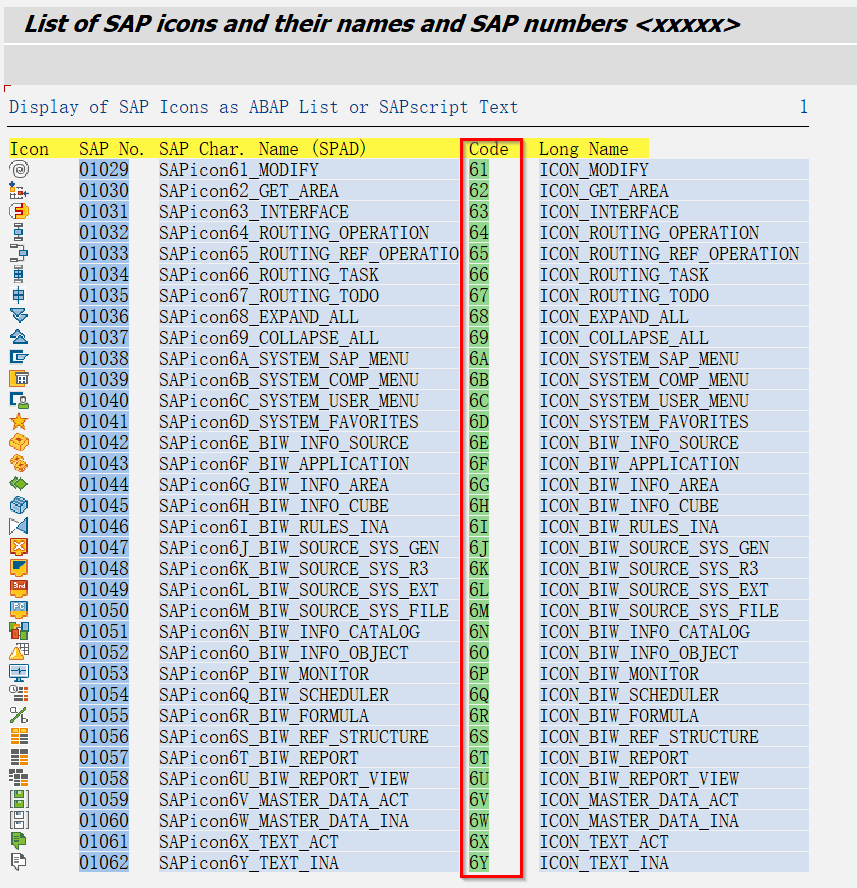 List of SAP icons and their names and SAP numbers <xxxxx>
Display of SAP Icons as ABAP List or SAPscript Text 1
Icon SAP No. SAP Char. Name (SPAD) Code Long Name
01029 SAPicon61_MODIFY 61 ICON_MODIFY
01030 SAPicon62_GET_AREA 62 ICON_GET_AREA
01031 SAPicon63_INTERFACE 63 ICON_INTERFACE
01032 SAPicon64_ROUTING_OPERATION 64 ICON_ROUTING_OPERATION
01033 SAPicon65_ROUTING_REF_OPERATIO 65 ICON_ROUTING_REF_OPERATION
01034 SAPicon66_ROUTING_TASK 66 ICON_ROUTING_TASK
01035 SAPicon67_ROUTING_TODO 67 ICON_ROUTING_TODO
01036 SAPicon68_EXPAND_ALL 68 ICON_EXPAND_ALL
01037 SAPicon69_COLLAPSE_ALL 69 ICON_COLLAPSE_ALL
01038 SAPicon6A_SYSTEM_SAP_MENU 6A ICON_SYSTEM_SAP_MENU
01039 SAPicon6B_SYSTEM_COMP_MENU 6B ICON_SYSTEM_COMP_MENU
01040 SAPicon6C_SYSTEM_USER_MENU 6C ICON_SYSTEM_USER_MENU
01041 SAPicon6D_SYSTEM_FAVORITES 6D ICON_SYSTEM_FAVORITES
01042 SAPicon6E_BIW_INFO_SOURCE 6E ICON_BIW_INFO_SOURCE
01043 SAPicon6F_BIW_APPLICATION 6F ICON_BIW_APPLICATION
01044 SAPicon6G_BIW_INFO_AREA 6G ICON_BIW_INFO_AREA
01045 SAPicon6H_BIW_INFO_CUBE 6H ICON_BIW_INFO_CUBE
01046 SAPicon6I_BIW_RULES_INA 6I ICON_BIW_RULES_INA
01047 SAPicon6J_BIW_SOURCE_SYS_GEN 6J ICON_BIW_SOURCE_SYS_GEN
01048 SAPicon6K_BIW_SOURCE_SYS_R3 6K ICON_BIW_SOURCE_SYS_R3
3rd 01049 SAPicon6L_BIW_SOURCE_SYS_EXT 6L ICON_BIW_SOURCE_SYS_EXT
PC 01050 SAPicon6M_BIW_SOURCE_SYS_FILE 6M ICON_BIW_SOURCE_SYS_FILE
01051 SAPicon6N_BIW_INFO_CATALOG 6N ICON_BIW_INFO_CATALOG
01052 SAPicon6O_BIW_INFO_OBJECT 6O ICON_BIW_INFO_OBJECT
01053 SAPicon6P_BIW_MONITOR 6P ICON_BIW_MONITOR
01054 SAPicon6Q_BIW_SCHEDULER 6Q ICON_BIW_SCHEDULER
01055 SAPicon6R_BIW_FORMULA 6R ICON_BIW_FORMULA
01056 SAPicon6S_BIW_REF_STRUCTURE 6S ICON_BIW_REF_STRUCTURE
01057 SAPicon6T_BIW_REPORT 6T ICON_BIW_REPORT
01058 SAPicon6U_BIW_REPORT_VIEW 6U ICON_BIW_REPORT_VIEW
01059 SAPicon6V_MASTER_DATA_ACT 6V ICON_MASTER_DATA_ACT
01060 SAPicon6W_MASTER_DATA_INA 6W ICON_MASTER_DATA_INA
01061 SAPicon6X_TEXT_ACT 6X ICON_TEXT_ACT
01062 SAPicon6Y_TEXT_INA 6Y ICON_TEXT_INA